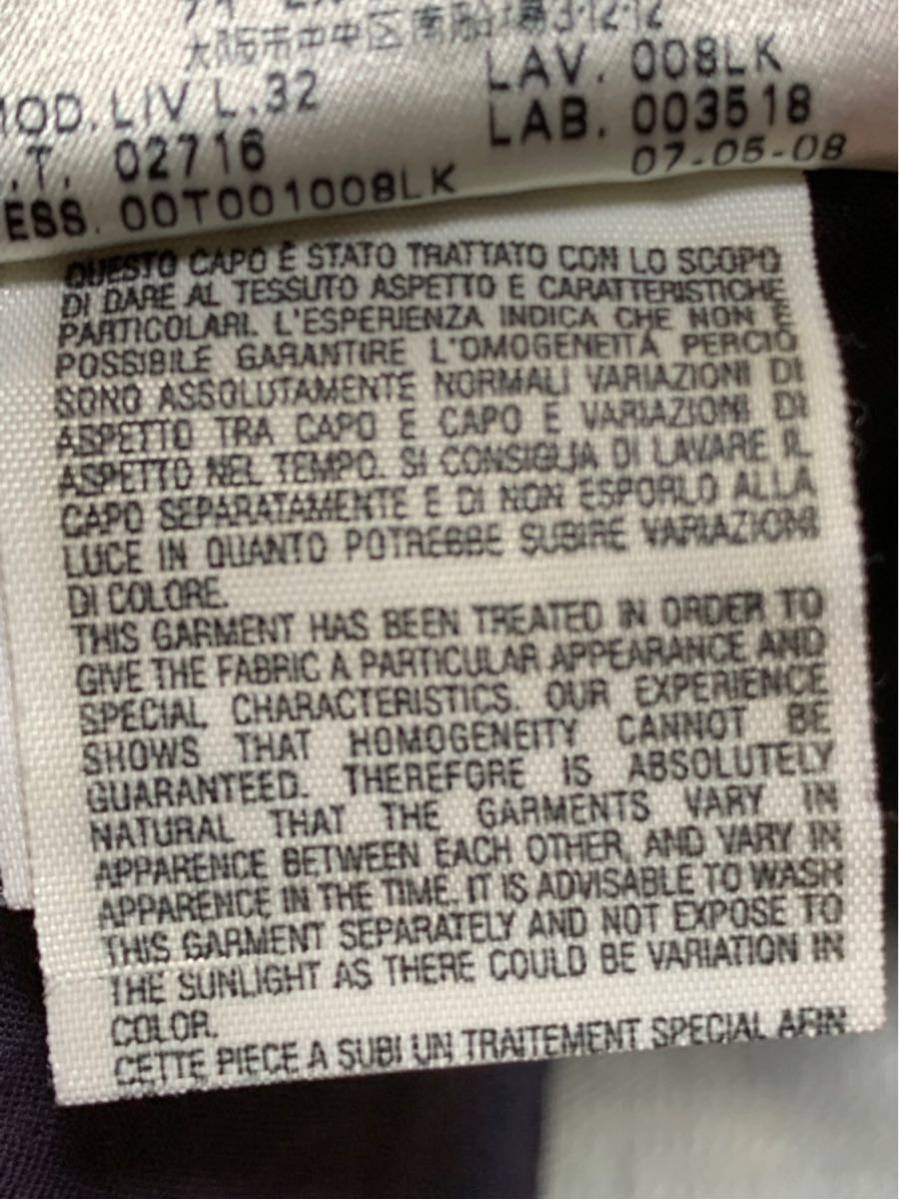 大阪市中央区南船場3-12-12
MOD. LIV L.32
LAV. 008LK
.T. 02716
LAB. 003518
ESS. 00T001008LK
07-05-08
QUESTO CAPO È STATO TRATTATO CON LO SCOPO
DI DARE AL TESSUTO ASPETTO E CARATTERISTICHE
PARTICOLARI. L'ESPERIENZA INDICA CHE NON È
POSSIBILE GARANTIRE L'OMOGENEITÀ PERCIÒ
SONO ASSOLUTAMENTE NORMALI VARIAZIONI DI
ASPETTO TRA CAPO E CAPO E VARIAZIONI DI
ASPETTO NEL TEMPO. SI CONSIGLIA DI LAVARE IL
CAPO SEPARATAMENTE E DI NON ESPORLO ALLA
LUCE IN QUANTO POTREBBE SUBIRE VARIAZIONI
DI COLORE.
THIS GARMENT HAS BEEN TREATED IN ORDER TO
GIVE THE FABRIC A PARTICULAR APPEARANCE AND
SPECIAL CHARACTERISTICS. OUR EXPERIENCE
SHOWS THAT HOMOGENEITY CANNOT BE
GUARANTEED. THEREFORE IS ABSOLUTELY
NATURAL THAT THE GARMENTS VARY IN
APPARENCE BETWEEN EACH OTHER, AND VARY IN
APPARENCE IN THE TIME. IT IS ADVISABLE TO WASH
THIS GARMENT SEPARATELY AND NOT EXPOSE TO
THE SUNLIGHT AS THERE COULD BE VARIATION IN
COLOR.
CETTE PIECE A SUBI UN TRAITEMENT SPECIAL AFIN